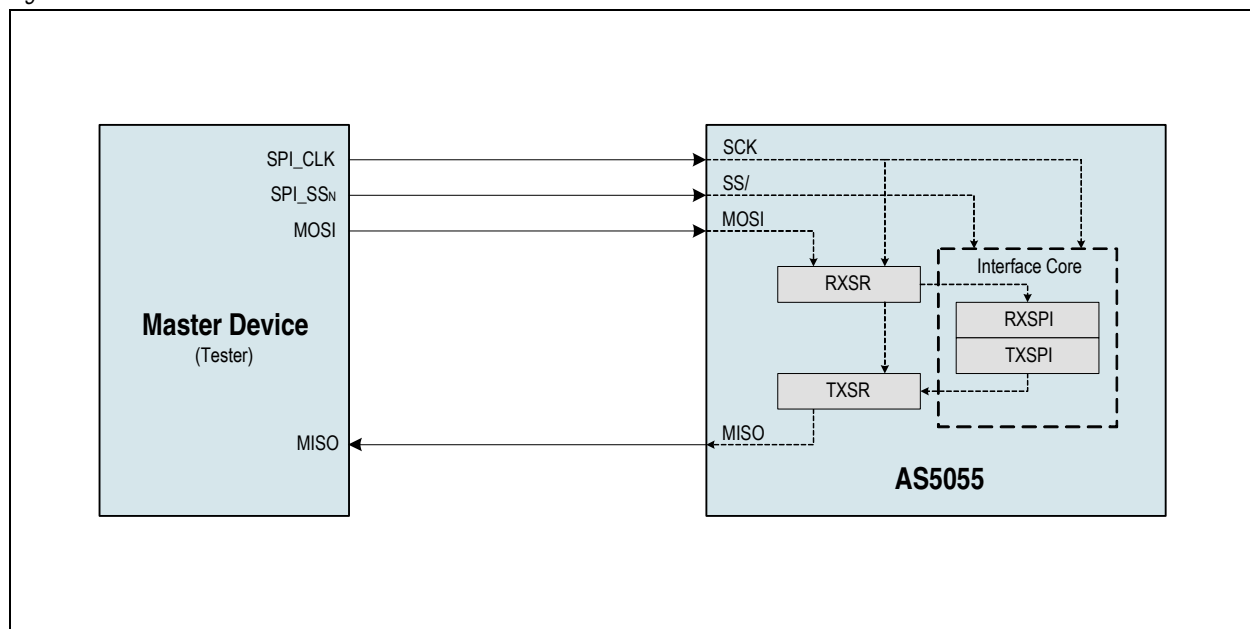 SPI_CLK
SPI_SSN
MOSI
Master Device
(Tester)
MISO
SCK
SS/
MOSI
Interface Core
RXSR
RXSPI
TXSPI
TXSR
MISO
AS5055